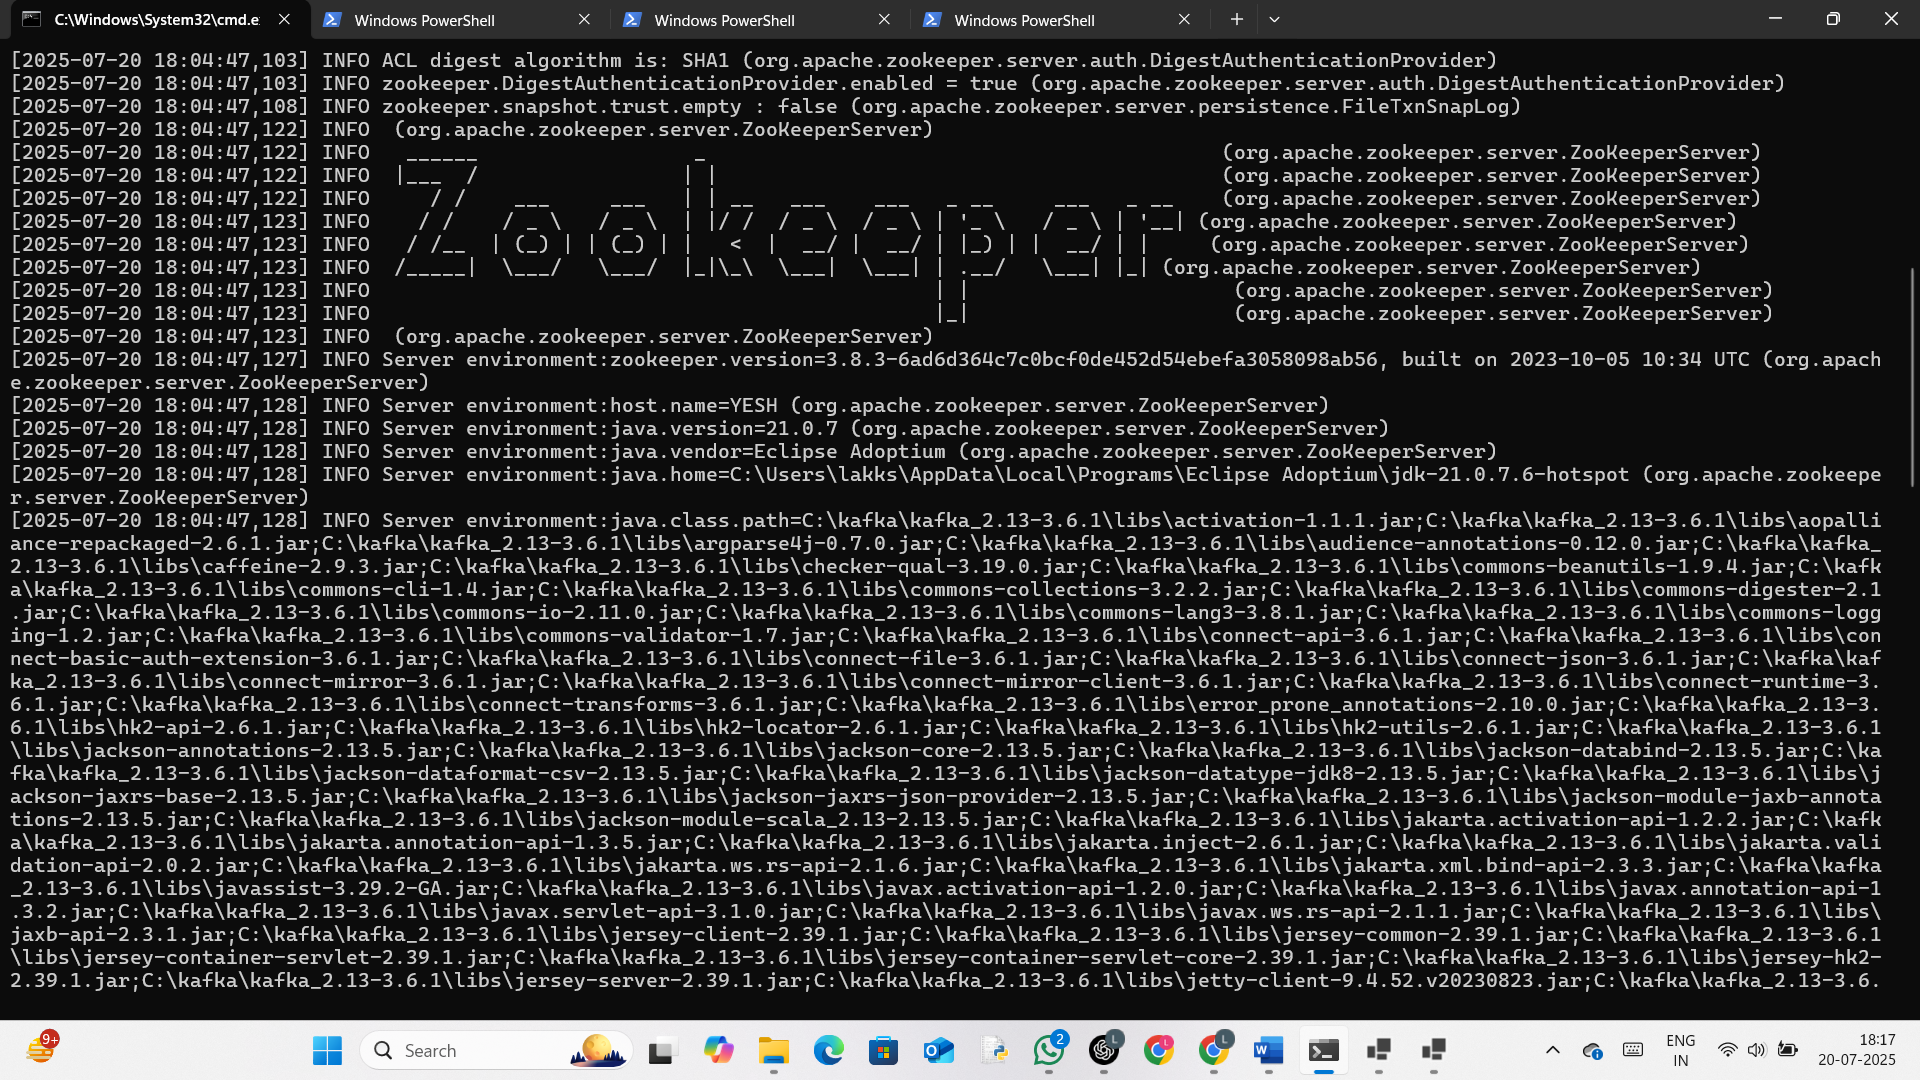 C:\Windows\System32\cmd.e
Windows PowerShell
Windows PowerShell
Windows PowerShell
[2025-07-20 18:04:47,103] INFO ACL digest algorithm is: SHA1 (org.apache.zookeeper.server.auth.DigestAuthenticationProvider)
[2025-07-20 18:04:47,103] INFO zookeeper.DigestAuthenticationProvider.enabled = true (org.apache.zookeeper.server.auth.DigestAuthenticationProvider)
[2025-07-20 18:04:47,108] INFO zookeeper.snapshot.trust.empty : false (org.apache.zookeeper.server.persistence.FileTxnSnapLog)
[2025-07-20 18:04:47,122] INFO  (org.apache.zookeeper.server.ZooKeeperServer)
[2025-07-20 18:04:47,122] INFO   ______                  _                                           (org.apache.zookeeper.server.ZooKeeperServer)
[2025-07-20 18:04:47,122] INFO  |___  /                 | |                                          (org.apache.zookeeper.server.ZooKeeperServer)
[2025-07-20 18:04:47,122] INFO     / /    ___     ___   | | __   ___    ___   _ __     ___   _ __    (org.apache.zookeeper.server.ZooKeeperServer)
[2025-07-20 18:04:47,123] INFO    / /    / _ \   / _ \  | |/ /  / _ \  / _ \ | '_ \   / _ \ | '__| (org.apache.zookeeper.server.ZooKeeperServer)
[2025-07-20 18:04:47,123] INFO   / /__  | (_) | | (_) | |   <  |  __/ |  __/ | |_) | |  __/ | |     (org.apache.zookeeper.server.ZooKeeperServer)
[2025-07-20 18:04:47,123] INFO  /_____|  \___/   \___/  |_|\_\  \___|  \___| | .__/   \___| |_| (org.apache.zookeeper.server.ZooKeeperServer)
[2025-07-20 18:04:47,123] INFO                                               | |                      (org.apache.zookeeper.server.ZooKeeperServer)
[2025-07-20 18:04:47,123] INFO                                               |_|                      (org.apache.zookeeper.server.ZooKeeperServer)
[2025-07-20 18:04:47,123] INFO  (org.apache.zookeeper.server.ZooKeeperServer)
[2025-07-20 18:04:47,127] INFO Server environment:zookeeper.version=3.8.3-6ad6d364c7c0bcf0de452d54ebefa3058098ab56, built on 2023-10-05 10:34 UTC (org.apach
e.zookeeper.server.ZooKeeperServer)
[2025-07-20 18:04:47,128] INFO Server environment:host.name=YESH (org.apache.zookeeper.server.ZooKeeperServer)
[2025-07-20 18:04:47,128] INFO Server environment:java.version=21.0.7 (org.apache.zookeeper.server.ZooKeeperServer)
[2025-07-20 18:04:47,128] INFO Server environment:java.vendor=Eclipse Adoptium (org.apache.zookeeper.server.ZooKeeperServer)
[2025-07-20 18:04:47,128] INFO Server environment:java.home=C:\Users\lakks\AppData\Local\Programs\Eclipse Adoptium\jdk-21.0.7.6-hotspot (org.apache.zookeepe
r.server.ZooKeeperServer)
[2025-07-20 18:04:47,128] INFO Server environment:java.class.path=C:\kafka\kafka_2.13-3.6.1\libs\activation-1.1.1.jar;C:\kafka\kafka_2.13-3.6.1\libs\aopalli
ance-repackaged-2.6.1.jar;C:\kafka\kafka_2.13-3.6.1\libs\argparse4j-0.7.0.jar;C:\kafka\kafka_2.13-3.6.1\libs\audience-annotations-0.12.0.jar;C:\kafka\kafka_
2.13-3.6.1\libs\caffeine-2.9.3.jar;C:\kafka\kafka_2.13-3.6.1\libs\checker-qual-3.19.0.jar;C:\kafka\kafka_2.13-3.6.1\libs\commons-beanutils-1.9.4.jar;C:\kafk
a\kafka_2.13-3.6.1\libs\commons-cli-1.4.jar;C:\kafka\kafka_2.13-3.6.1\libs\commons-collections-3.2.2.jar;C:\kafka\kafka_2.13-3.6.1\libs\commons-digester-2.1
.jar;C:\kafka\kafka_2.13-3.6.1\libs\commons-io-2.11.0.jar;C:\kafka\kafka_2.13-3.6.1\libs\commons-lang3-3.8.1.jar;C:\kafka\kafka_2.13-3.6.1\libs\commons-logg
ing-1.2.jar;C:\kafka\kafka_2.13-3.6.1\libs\commons-validator-1.7.jar;C:\kafka\kafka_2.13-3.6.1\libs\connect-api-3.6.1.jar;C:\kafka\kafka_2.13-3.6.1\libs\con
nect-basic-auth-extension-3.6.1.jar;C:\kafka\kafka_2.13-3.6.1\libs\connect-file-3.6.1.jar;C:\kafka\kafka_2.13-3.6.1\libs\connect-json-3.6.1.jar;C:\kafka\kaf
ka_2.13-3.6.1\libs\connect-mirror-3.6.1.jar;C:\kafka\kafka_2.13-3.6.1\libs\connect-mirror-client-3.6.1.jar;C:\kafka\kafka_2.13-3.6.1\libs\connect-runtime-3.
6.1.jar;C:\kafka\kafka_2.13-3.6.1\libs\connect-transforms-3.6.1.jar;C:\kafka\kafka_2.13-3.6.1\libs\error_prone_annotations-2.10.0.jar;C:\kafka\kafka_2.13-3.
6.1\libs\hk2-api-2.6.1.jar;C:\kafka\kafka_2.13-3.6.1\libs\hk2-locator-2.6.1.jar;C:\kafka\kafka_2.13-3.6.1\libs\hk2-utils-2.6.1.jar;C:\kafka\kafka_2.13-3.6.1
\libs\jackson-annotations-2.13.5.jar;C:\kafka\kafka_2.13-3.6.1\libs\jackson-core-2.13.5.jar;C:\kafka\kafka_2.13-3.6.1\libs\jackson-databind-2.13.5.jar;C:\ka
fka\kafka_2.13-3.6.1\libs\jackson-dataformat-csv-2.13.5.jar;C:\kafka\kafka_2.13-3.6.1\libs\jackson-datatype-jdk8-2.13.5.jar;C:\kafka\kafka_2.13-3.6.1\libs\j
ackson-jaxrs-base-2.13.5.jar;C:\kafka\kafka_2.13-3.6.1\libs\jackson-jaxrs-json-provider-2.13.5.jar;C:\kafka\kafka_2.13-3.6.1\libs\jackson-module-jaxb-annota
tions-2.13.5.jar;C:\kafka\kafka_2.13-3.6.1\libs\jackson-module-scala_2.13-2.13.5.jar;C:\kafka\kafka_2.13-3.6.1\libs\jakarta.activation-api-1.2.2.jar;C:\kafk
a\kafka_2.13-3.6.1\libs\jakarta.annotation-api-1.3.5.jar;C:\kafka\kafka_2.13-3.6.1\libs\jakarta.inject-2.6.1.jar;C:\kafka\kafka_2.13-3.6.1\libs\jakarta.vali
dation-api-2.0.2.jar;C:\kafka\kafka_2.13-3.6.1\libs\jakarta.ws.rs-api-2.1.6.jar;C:\kafka\kafka_2.13-3.6.1\libs\jakarta.xml.bind-api-2.3.3.jar;C:\kafka\kafka
_2.13-3.6.1\libs\javassist-3.29.2-GA.jar;C:\kafka\kafka_2.13-3.6.1\libs\javax.activation-api-1.2.0.jar;C:\kafka\kafka_2.13-3.6.1\libs\javax.annotation-api-1
.3.2.jar;C:\kafka\kafka_2.13-3.6.1\libs\javax.servlet-api-3.1.0.jar;C:\kafka\kafka_2.13-3.6.1\libs\javax.ws.rs-api-2.1.1.jar;C:\kafka\kafka_2.13-3.6.1\libs\
jaxb-api-2.3.1.jar;C:\kafka\kafka_2.13-3.6.1\libs\jersey-client-2.39.1.jar;C:\kafka\kafka_2.13-3.6.1\libs\jersey-common-2.39.1.jar;C:\kafka\kafka_2.13-3.6.1
\libs\jersey-container-servlet-2.39.1.jar;C:\kafka\kafka_2.13-3.6.1\libs\jersey-container-servlet-core-2.39.1.jar;C:\kafka\kafka_2.13-3.6.1\libs\jersey-hk2-
2.39.1.jar;C:\kafka\kafka_2.13-3.6.1\libs\jersey-server-2.39.1.jar;C:\kafka\kafka_2.13-3.6.1\libs\jetty-client-9.4.52.v20230823.jar;C:\kafka\kafka_2.13-3.6.
9+
Search
2
L
L
L
ENG
IN
18:17
20-07-2025